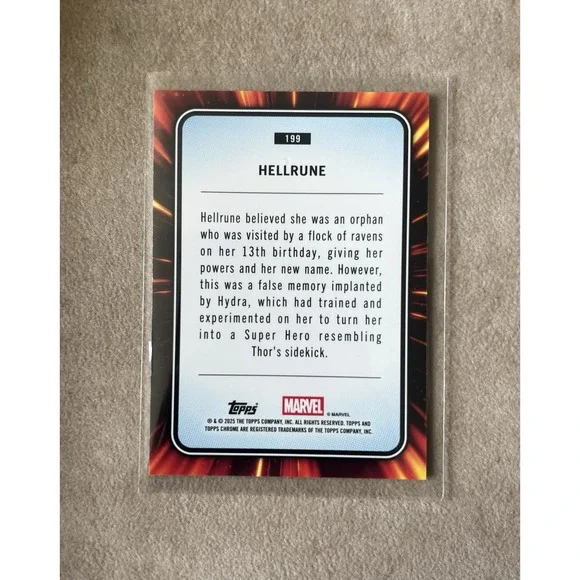 199
HELLRUNE
Hellrune believed she was an orphan
who was visited by a flock of ravens
on her 13th birthday, giving her
powers and her new name. However,
this was a false memory implanted
by Hydra, which had trained and
experimented on her to turn her
into a Super Hero resembling
Thor's sidekick.
topps MARVEL © MARVEL
® & © 2025 THE TOPPS COMPANY, INC. ALL RIGHTS RESERVED. TOPPS AND
TOPPS CHROME ARE REGISTERED TRADEMARKS OF THE TOPPS COMPANY, INC.